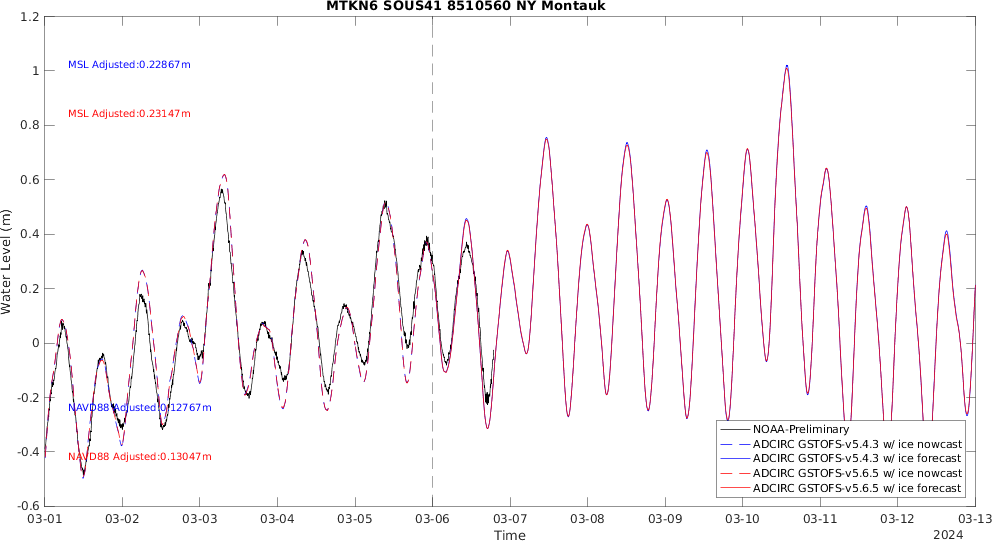 MTKN6 SOUS41 8510560 NY Montauk
1.2
1
0.8
0.6
0.4
0.2
0
-0.2
-0.4
-0.6
Water Level (m)
MSL Adjusted:0.22867m
MSL Adjusted:0.23147m
NAVD88 Adjusted:0.12767m
NAVD88 Adjusted:0.13047m
NOAA-Preliminary
ADCIRC GSTOFS-v5.4.3 w/ ice nowcast
ADCIRC GSTOFS-v5.4.3 w/ ice forecast
ADCIRC GSTOFS-v5.6.5 w/ ice nowcast
ADCIRC GSTOFS-v5.6.5 w/ ice forecast
03-01 03-02 03-03 03-04 03-05 03-06 03-07 03-08 03-09 03-10 03-11 03-12 03-13
Time
2024